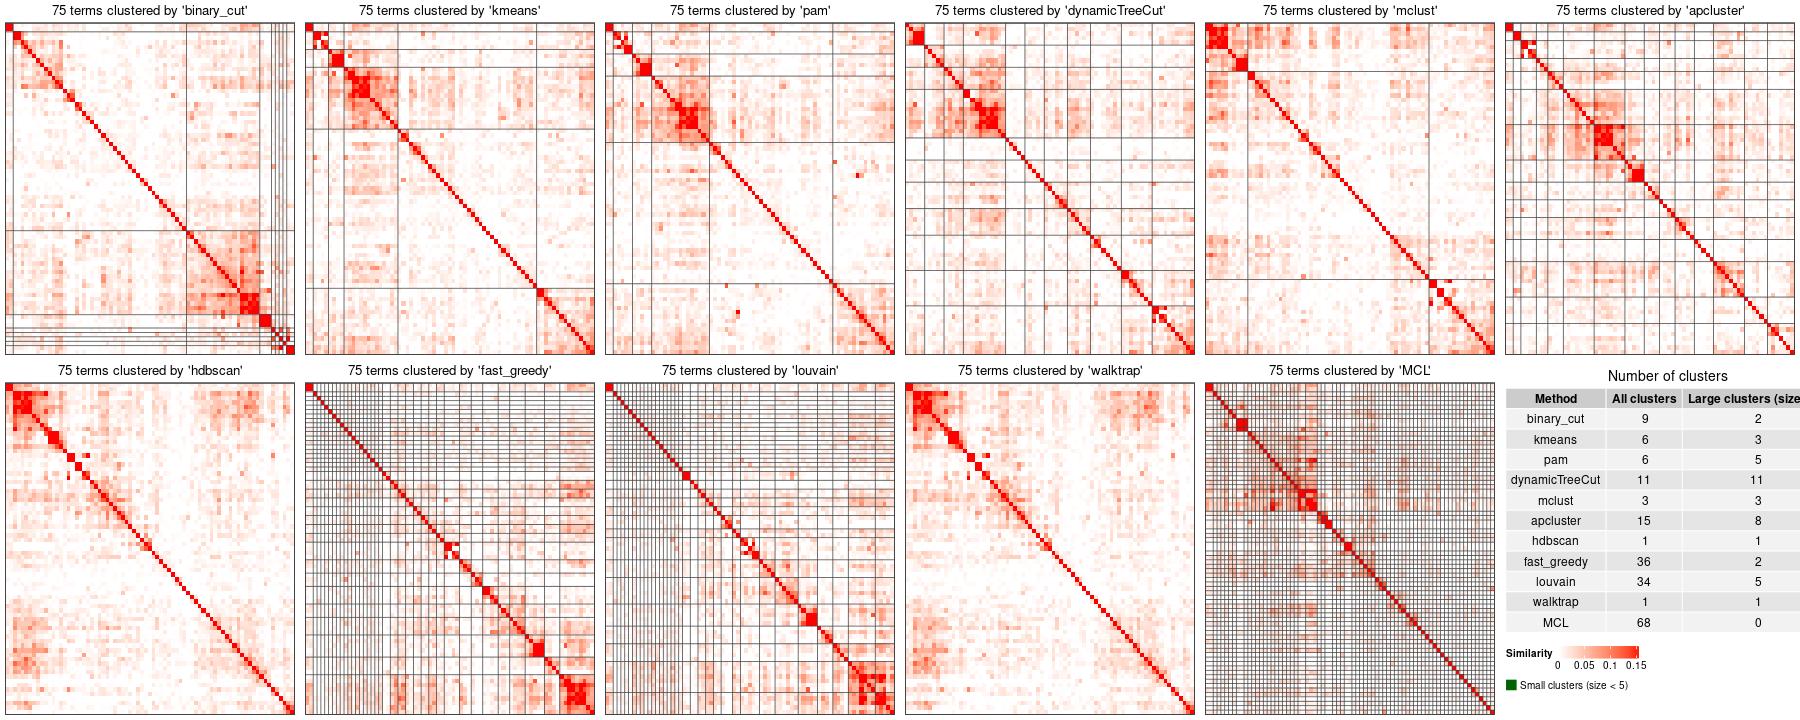 75 terms clustered by 'binary_cut'
75 terms clustered by 'kmeans'
75 terms clustered by 'pam'
75 terms clustered by 'dynamicTreeCut'
75 terms clustered by 'mclust'
75 terms clustered by 'apcluster'
75 terms clustered by 'hdbscan'
75 terms clustered by 'fast_greedy'
75 terms clustered by 'louvain'
75 terms clustered by 'walktrap'
75 terms clustered by 'MCL'
Number of clusters
Method All clusters Large clusters (size
binary_cut 9 2
kmeans 6 3
pam 6 5
dynamicTreeCut 11 11
mclust 3 3
apcluster 15 8
hdbscan 1 1
fast_greedy 36 2
louvain 34 5
walktrap 1 1
MCL 68 0
Similarity
0 0.05 0.1 0.15
Small clusters (size < 5)